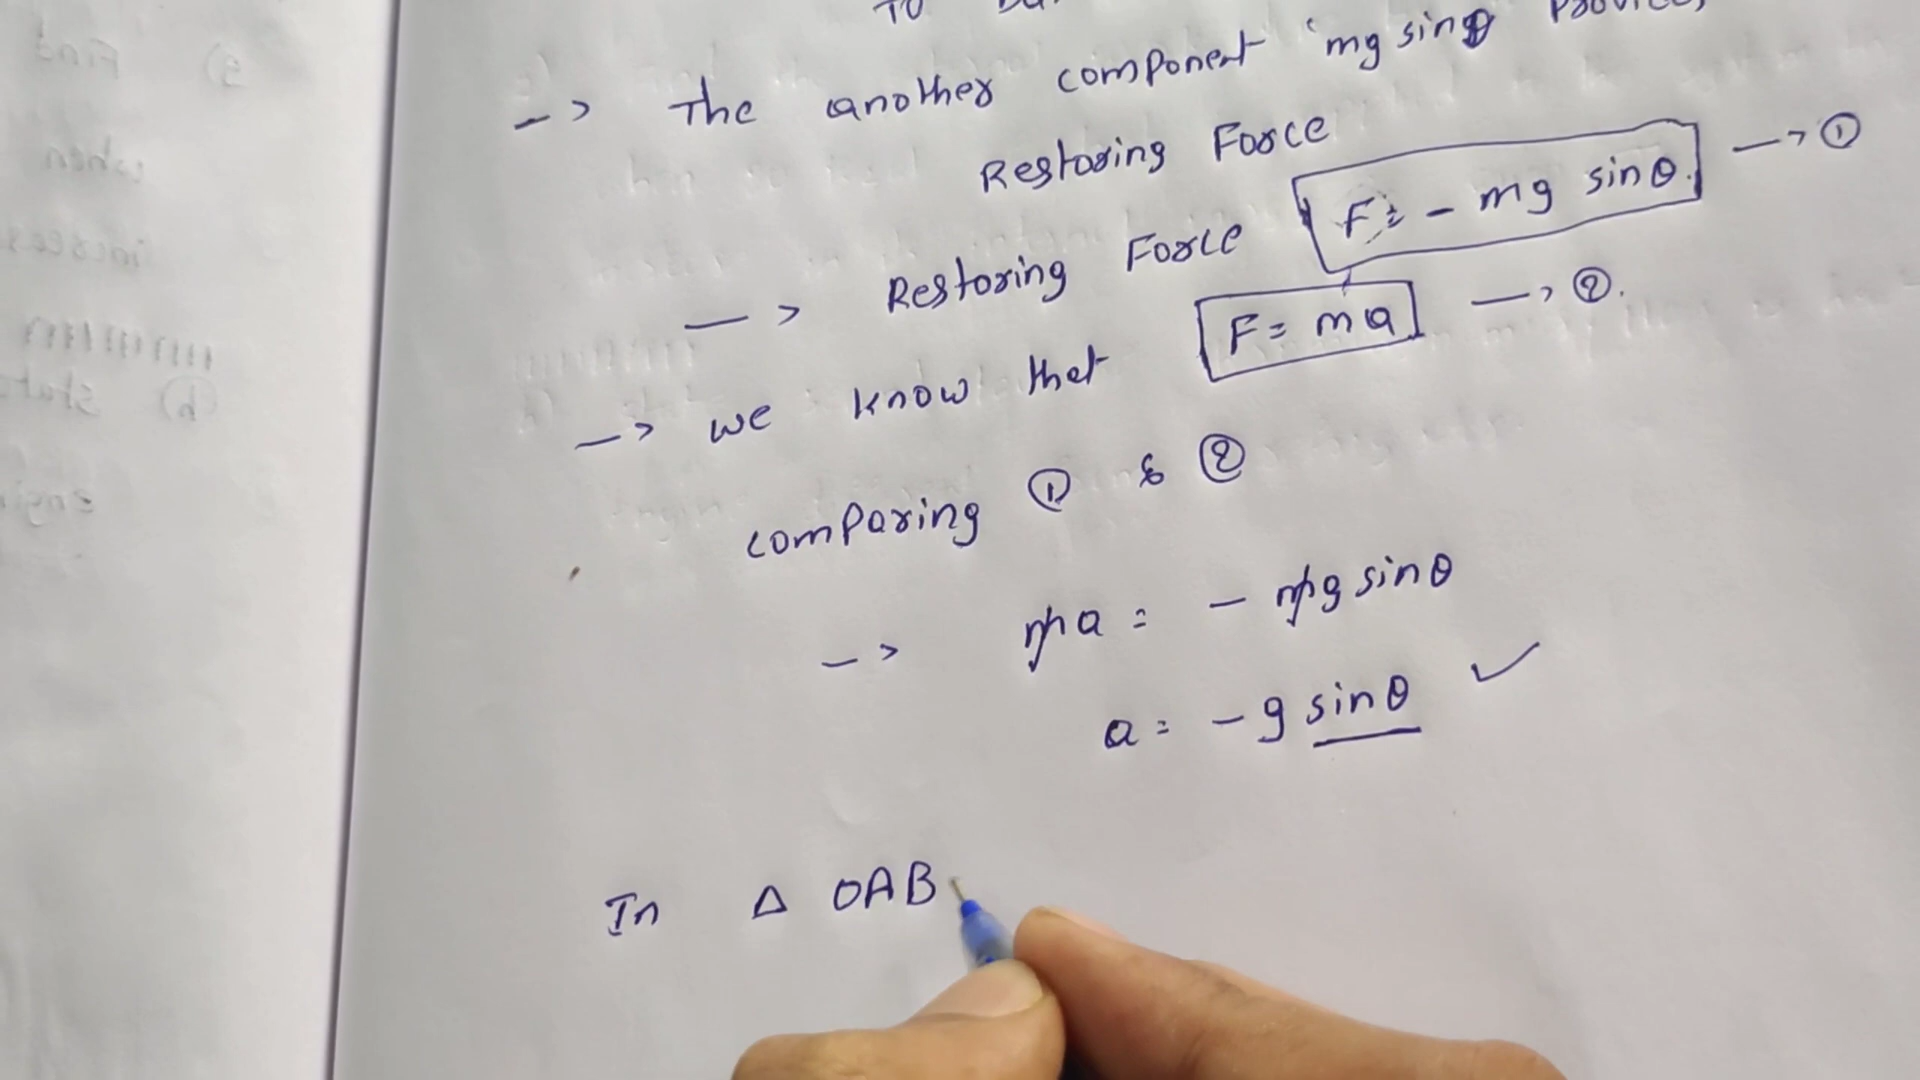 To
-> The another component 'mg sinθ
Restoring Force
-> Restoring Force F = - mg sinθ. -> ①
-> we know that F = ma -> ②.
comparing ① & ②
-> ma = - mg sinθ
a = - g sinθ ✓
In Δ OAB